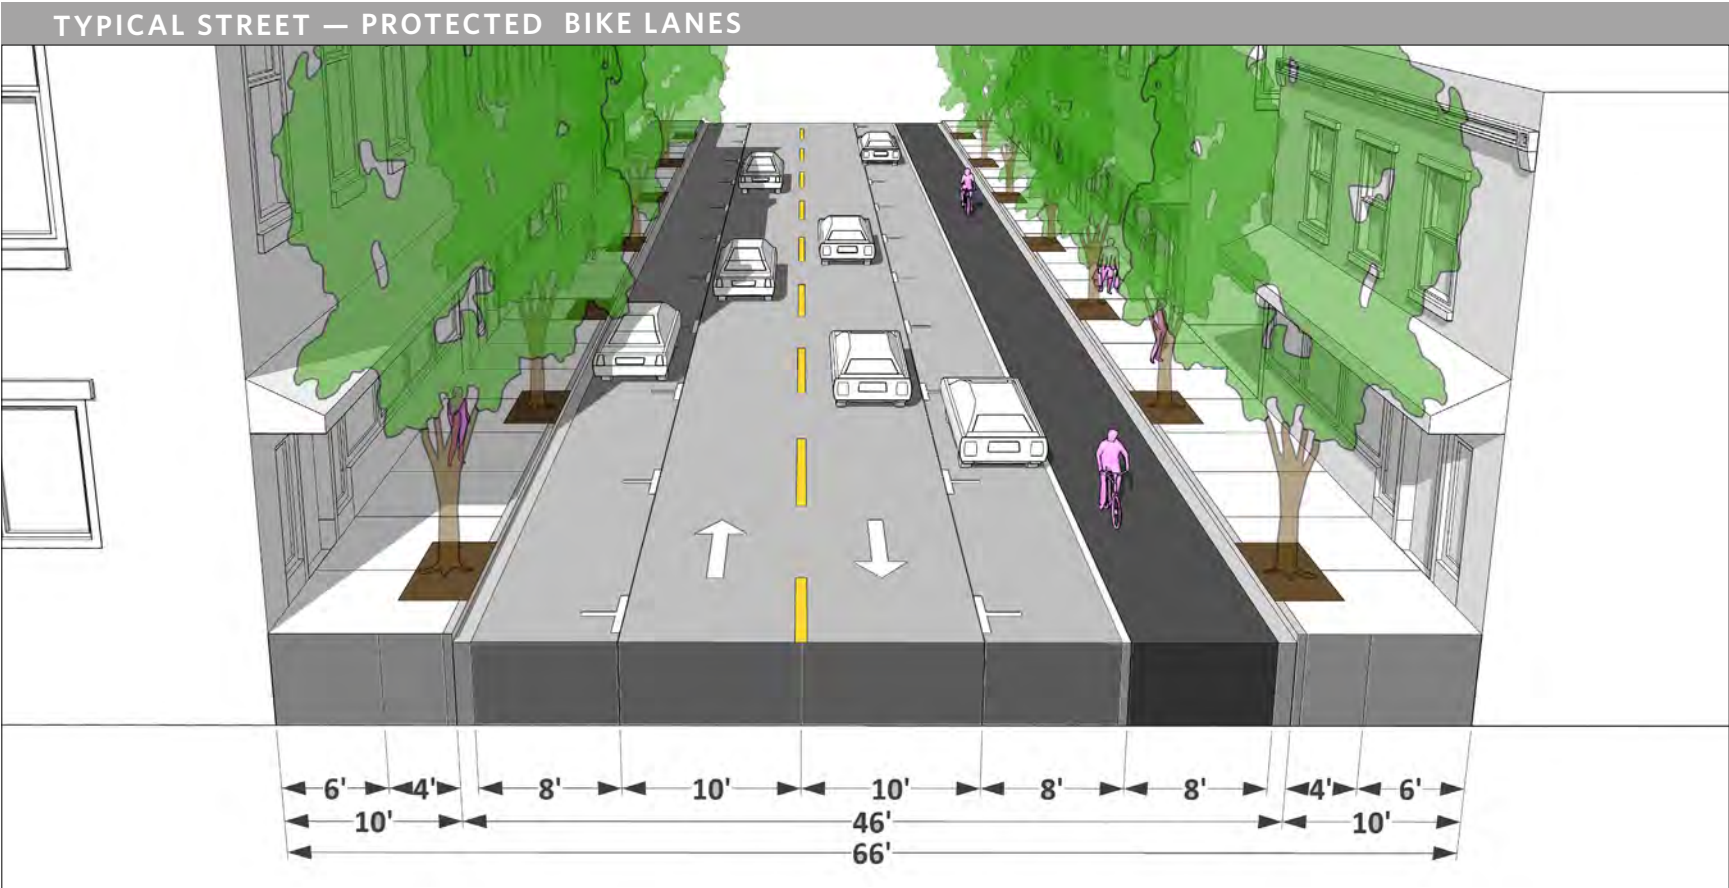 TYPICAL STREET — PROTECTED BIKE LANES
6' 4' 8' 10' 10' 8' 8' 4' 6'
10' 46' 10'
66'